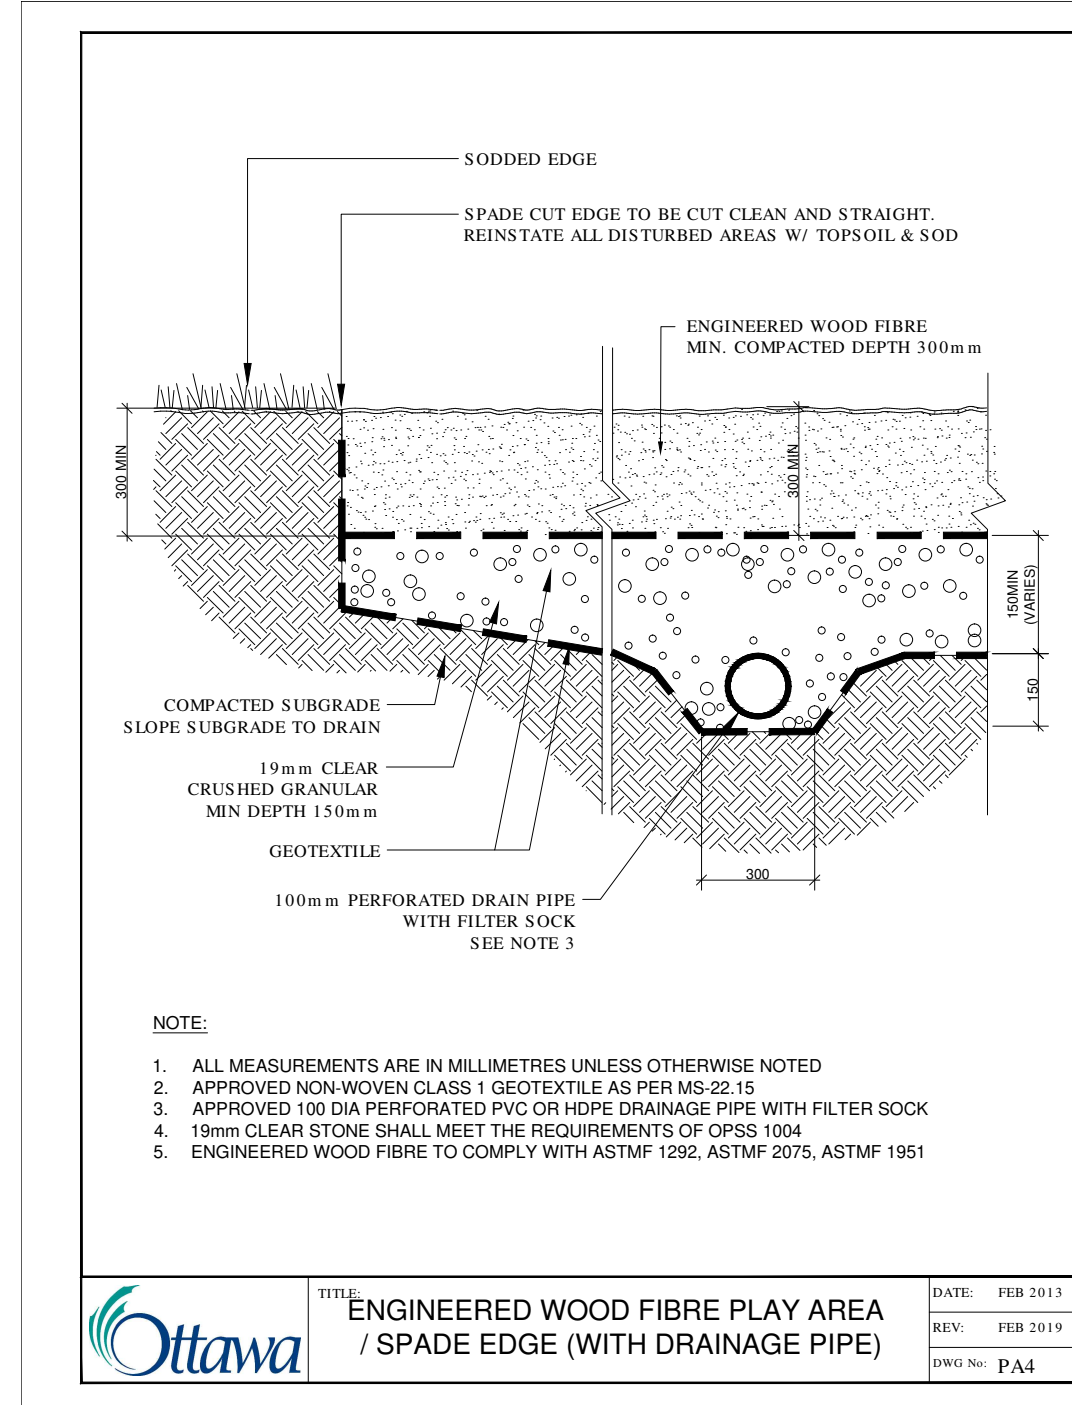 SODDED EDGE
SPADE CUT EDGE TO BE CUT CLEAN AND STRAIGHT.
REINSTATE ALL DISTURBED AREAS W/ TOPSOIL & SOD
ENGINEERED WOOD FIBRE
MIN. COMPACTED DEPTH 300mm
300 MIN
300 MIN
150MIN
(VARIES)
150
COMPACTED SUBGRADE
SLOPE SUBGRADE TO DRAIN
19mm CLEAR
CRUSHED GRANULAR
MIN DEPTH 150mm
GEOTEXTILE
300
100mm PERFORATED DRAIN PIPE
WITH FILTER SOCK
SEE NOTE 3
NOTE:
1. ALL MEASUREMENTS ARE IN MILLIMETRES UNLESS OTHERWISE NOTED
2. APPROVED NON-WOVEN CLASS 1 GEOTEXTILE AS PER MS-22.15
3. APPROVED 100 DIA PERFORATED PVC OR HDPE DRAINAGE PIPE WITH FILTER SOCK
4. 19mm CLEAR STONE SHALL MEET THE REQUIREMENTS OF OPSS 1004
5. ENGINEERED WOOD FIBRE TO COMPLY WITH ASTMF 1292, ASTMF 2075, ASTMF 1951
Ottawa
TITLE:
ENGINEERED WOOD FIBRE PLAY AREA
/ SPADE EDGE (WITH DRAINAGE PIPE)
DATE: FEB 2013
REV: FEB 2019
DWG No: PA4